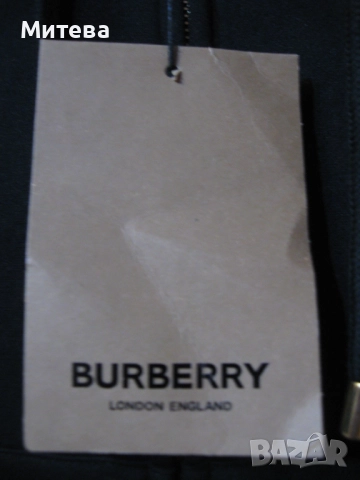 Митева
BURBERRY
LONDON ENGLAND
BAZAR